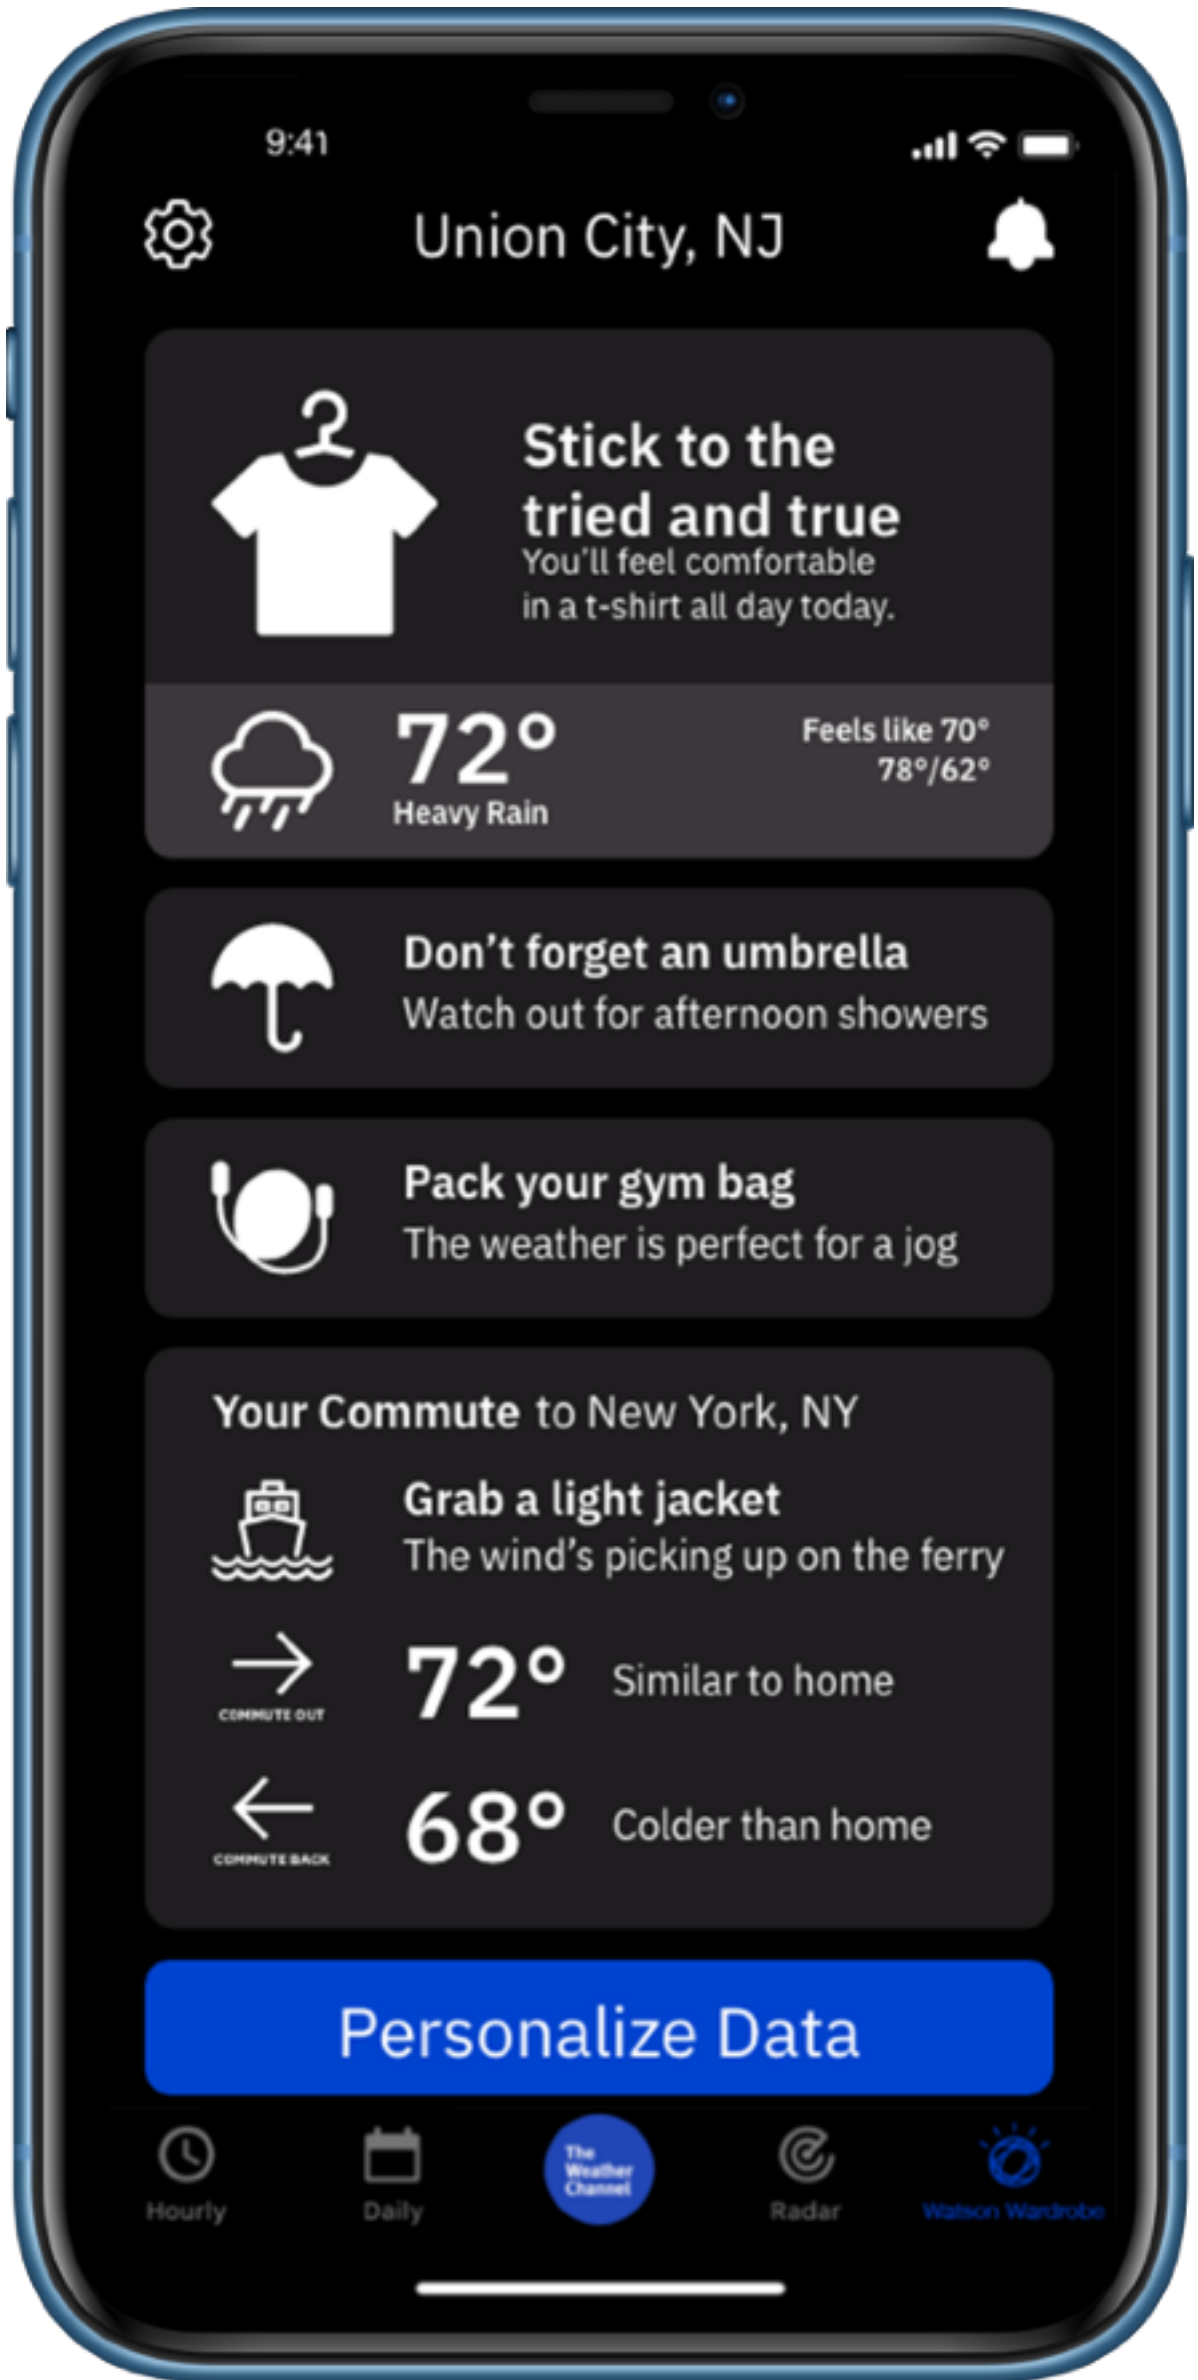 9:41
Union City, NJ
Stick to the
tried and true
You'll feel comfortable
in a t-shirt all day today.
72°
Heavy Rain
Feels like 70°
78°/62°
Don't forget an umbrella
Watch out for afternoon showers
Pack your gym bag
The weather is perfect for a jog
Your Commute to New York, NY
Grab a light jacket
The wind's picking up on the ferry
COMMUTE OUT
72° Similar to home
COMMUTE BACK
68° Colder than home
Personalize Data
Hourly
Daily
The
Weather
Channel
Radar
Watson Wardrobe